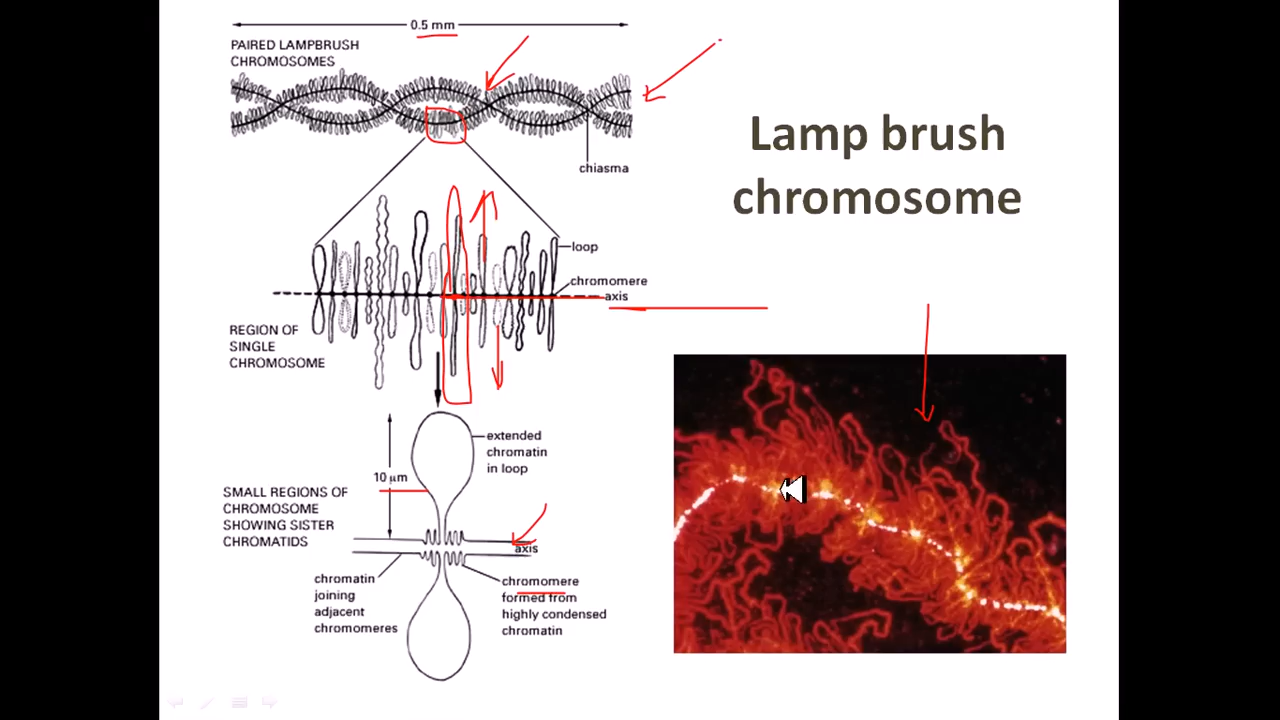 0.5 mm
PAIRED LAMPBRUSH
CHROMOSOMES
chiasma
Lamp brush
chromosome
loop
chromomere
axis
REGION OF
SINGLE
CHROMOSOME
extended
chromatin
in loop
10 µm
SMALL REGIONS OF
CHROMOSOME
SHOWING SISTER
CHROMATIDS
axis
chromatin
joining
adjacent
chromomeres
chromomere
formed from
highly condensed
chromatin